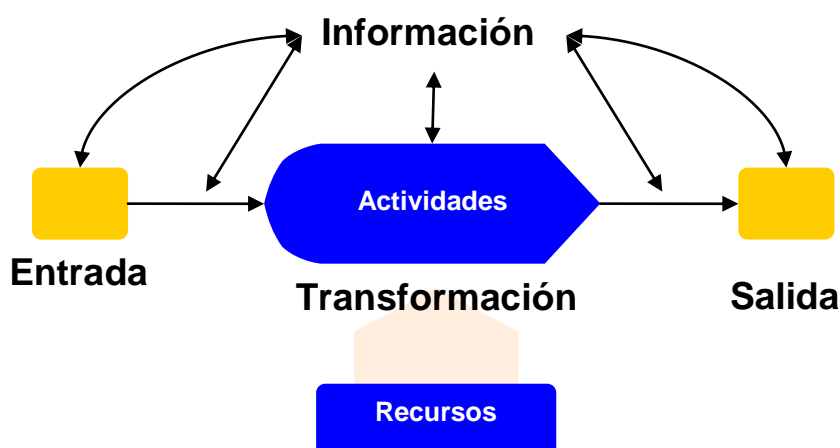 Información
Actividades
Entrada
Transformación
Salida
Recursos